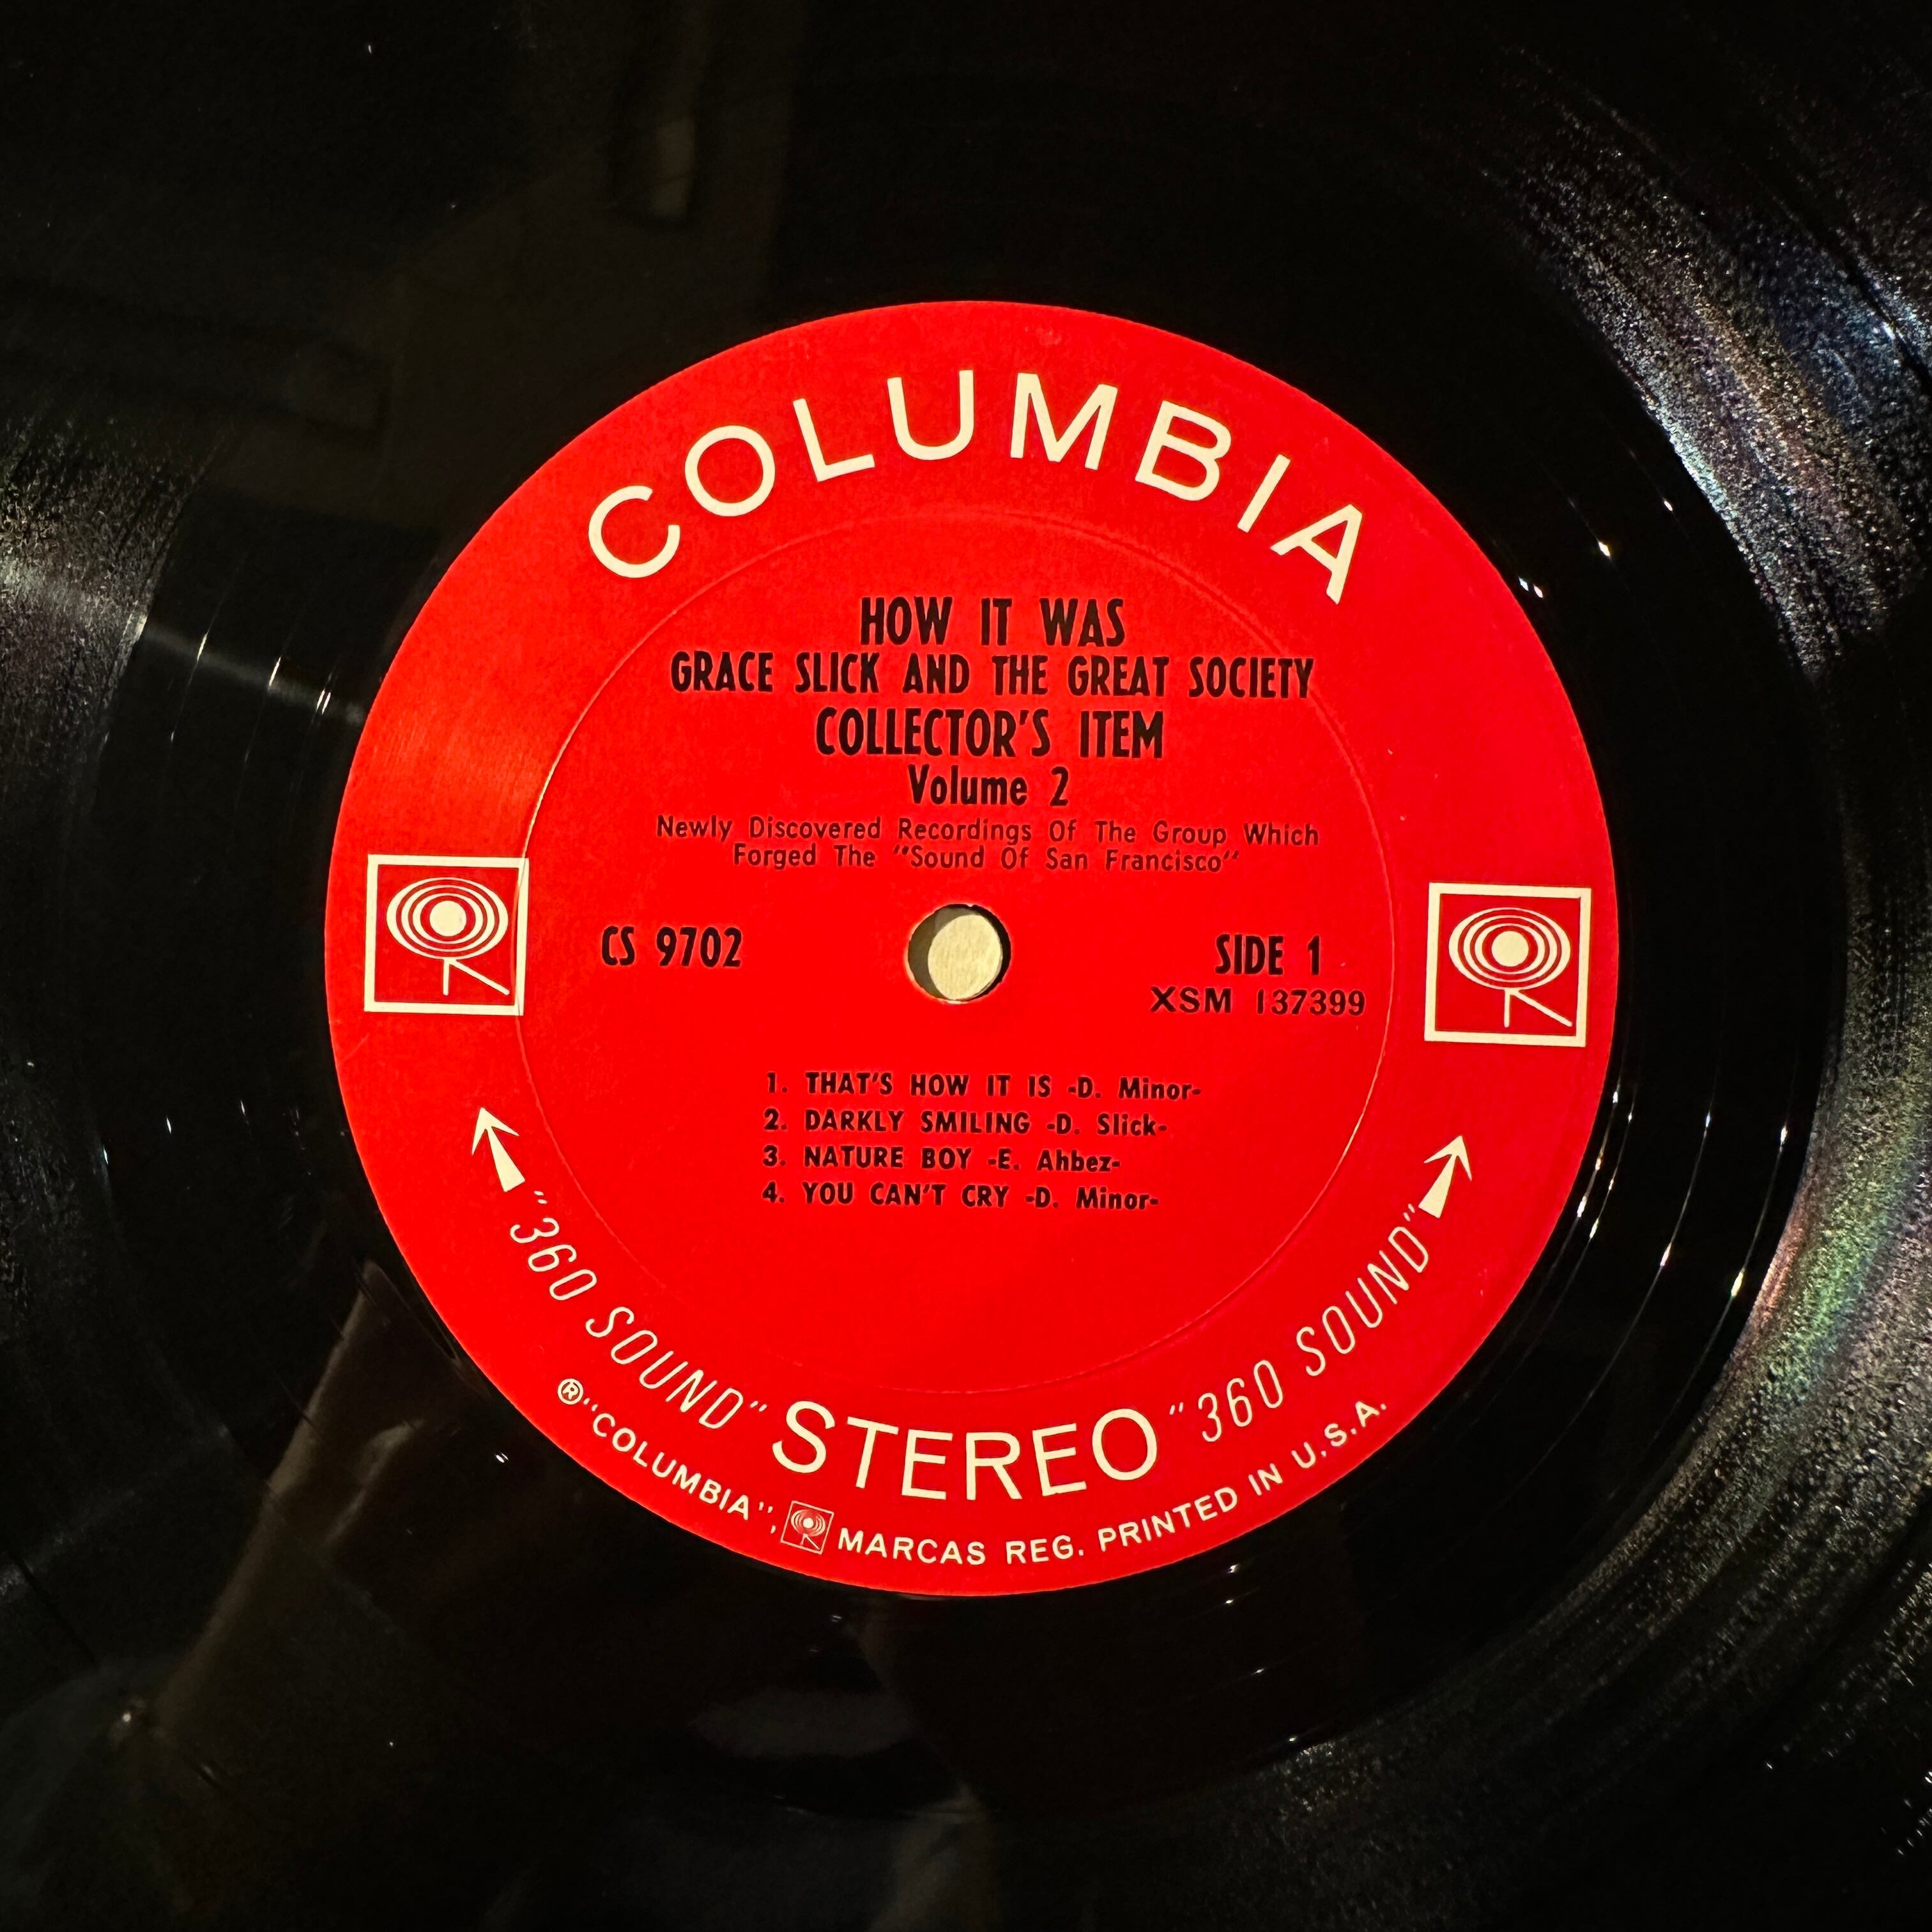 COLUMBIA
HOW IT WAS
GRACE SLICK AND THE GREAT SOCIETY
COLLECTOR'S ITEM
Volume 2
Newly Discovered Recordings Of The Group Which
Forged The "Sound Of San Francisco"
CS 9702
SIDE 1
XSM 137399
1. THAT'S HOW IT IS -D. Minor-
2. DARKLY SMILING -D. Slick-
3. NATURE BOY -E. Ahbez-
4. YOU CAN'T CRY -D. Minor-
"360 SOUND" STEREO "360 SOUND"
®"COLUMBIA", MARCAS REG. PRINTED IN U.S.A.